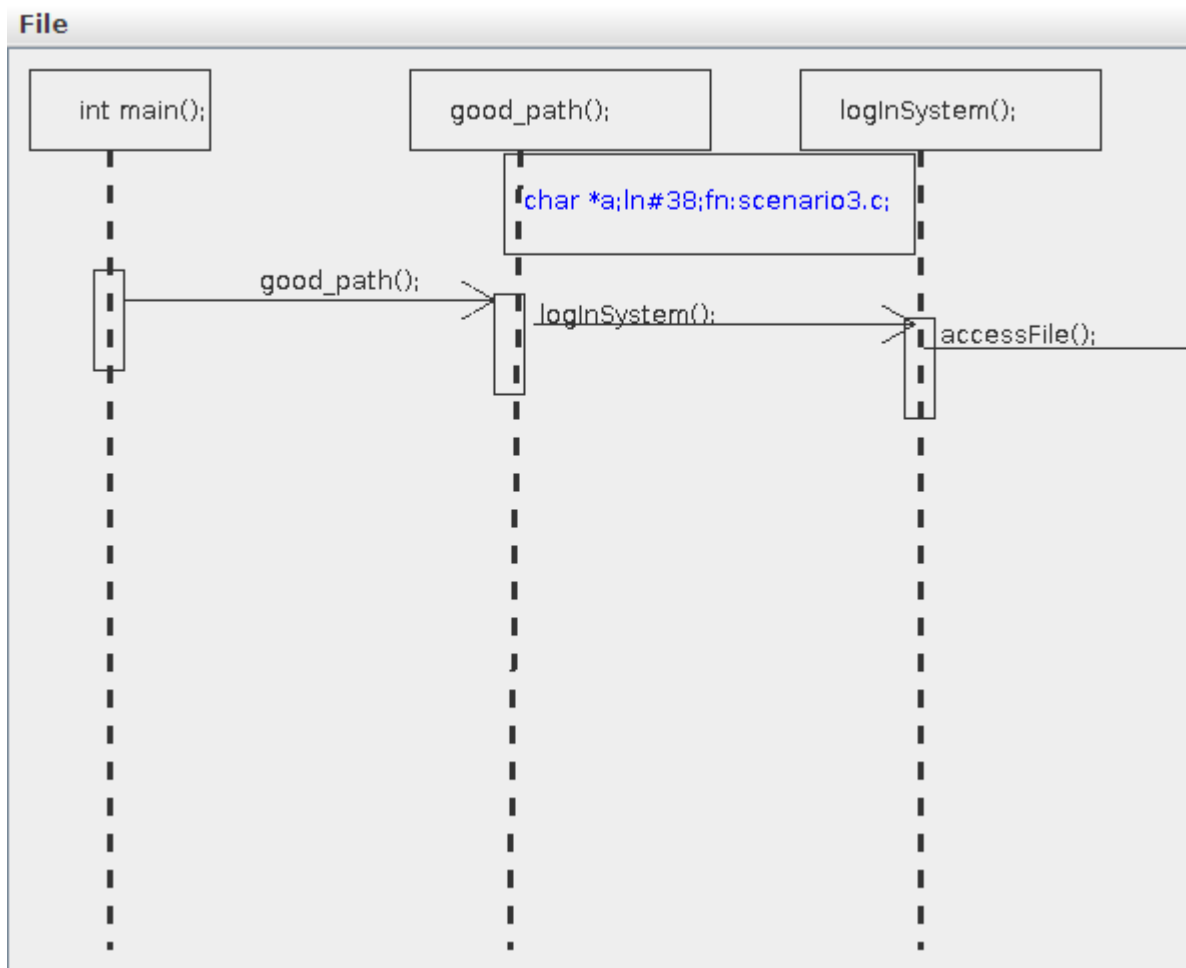 File
int main();
good_path();
logInSystem();
char *a;ln#38;fn:scenario3.c;
good_path();
logInSystem();
accessFile();